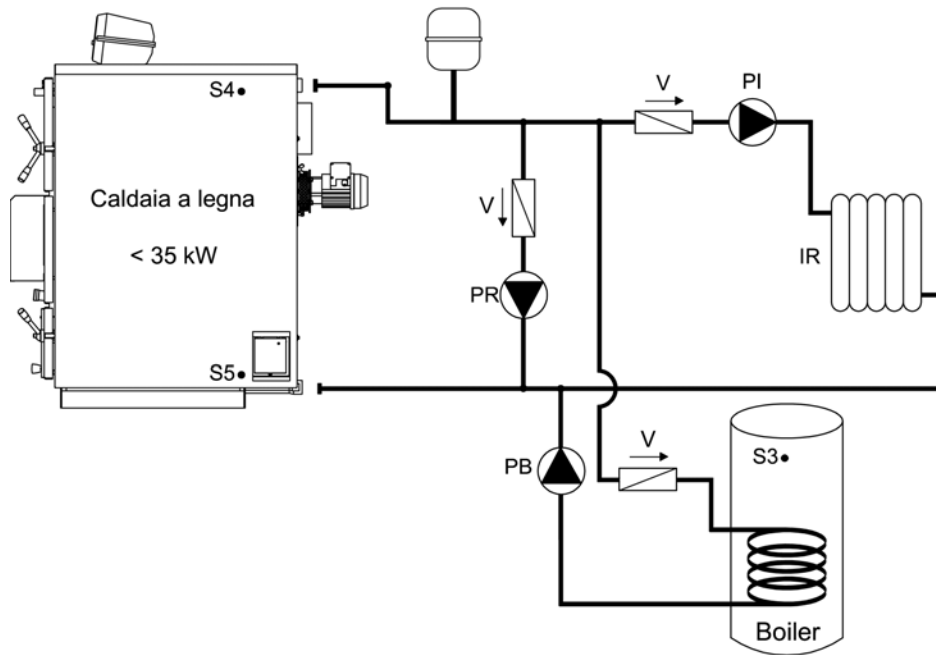 S4
Caldaia a legna
< 35 kW
S5
V
PI
V
PR
IR
V
PB
S3
Boiler